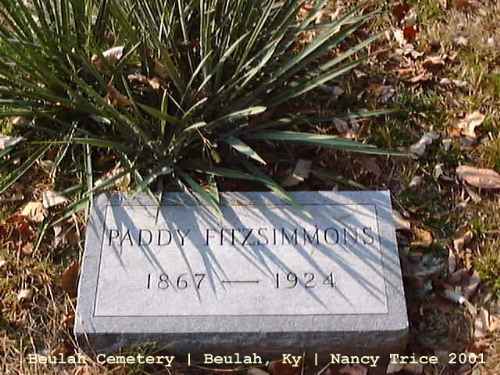 PADDY FITZSIMMONS
1867 — 1924
Beulah Cemetery | Beulah, Ky | Nancy Trice 2001